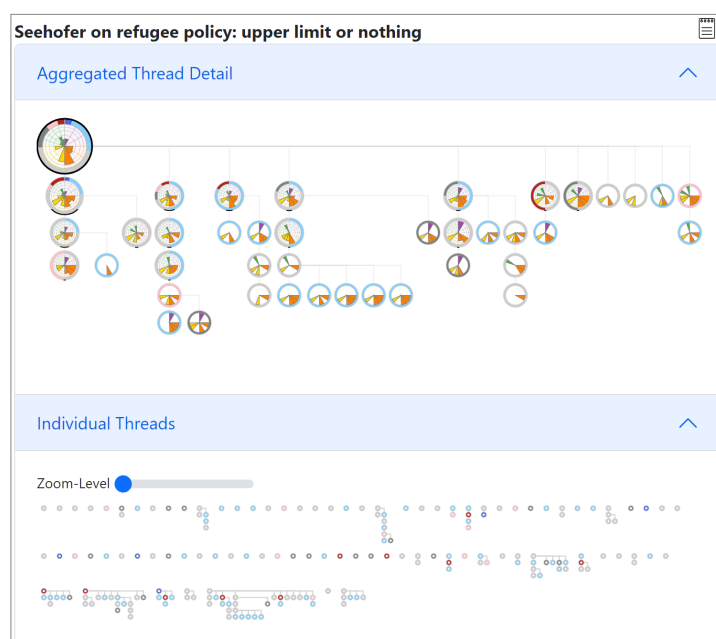 Seehofer on refugee policy: upper limit or nothing
Aggregated Thread Detail
Individual Threads
Zoom-Level